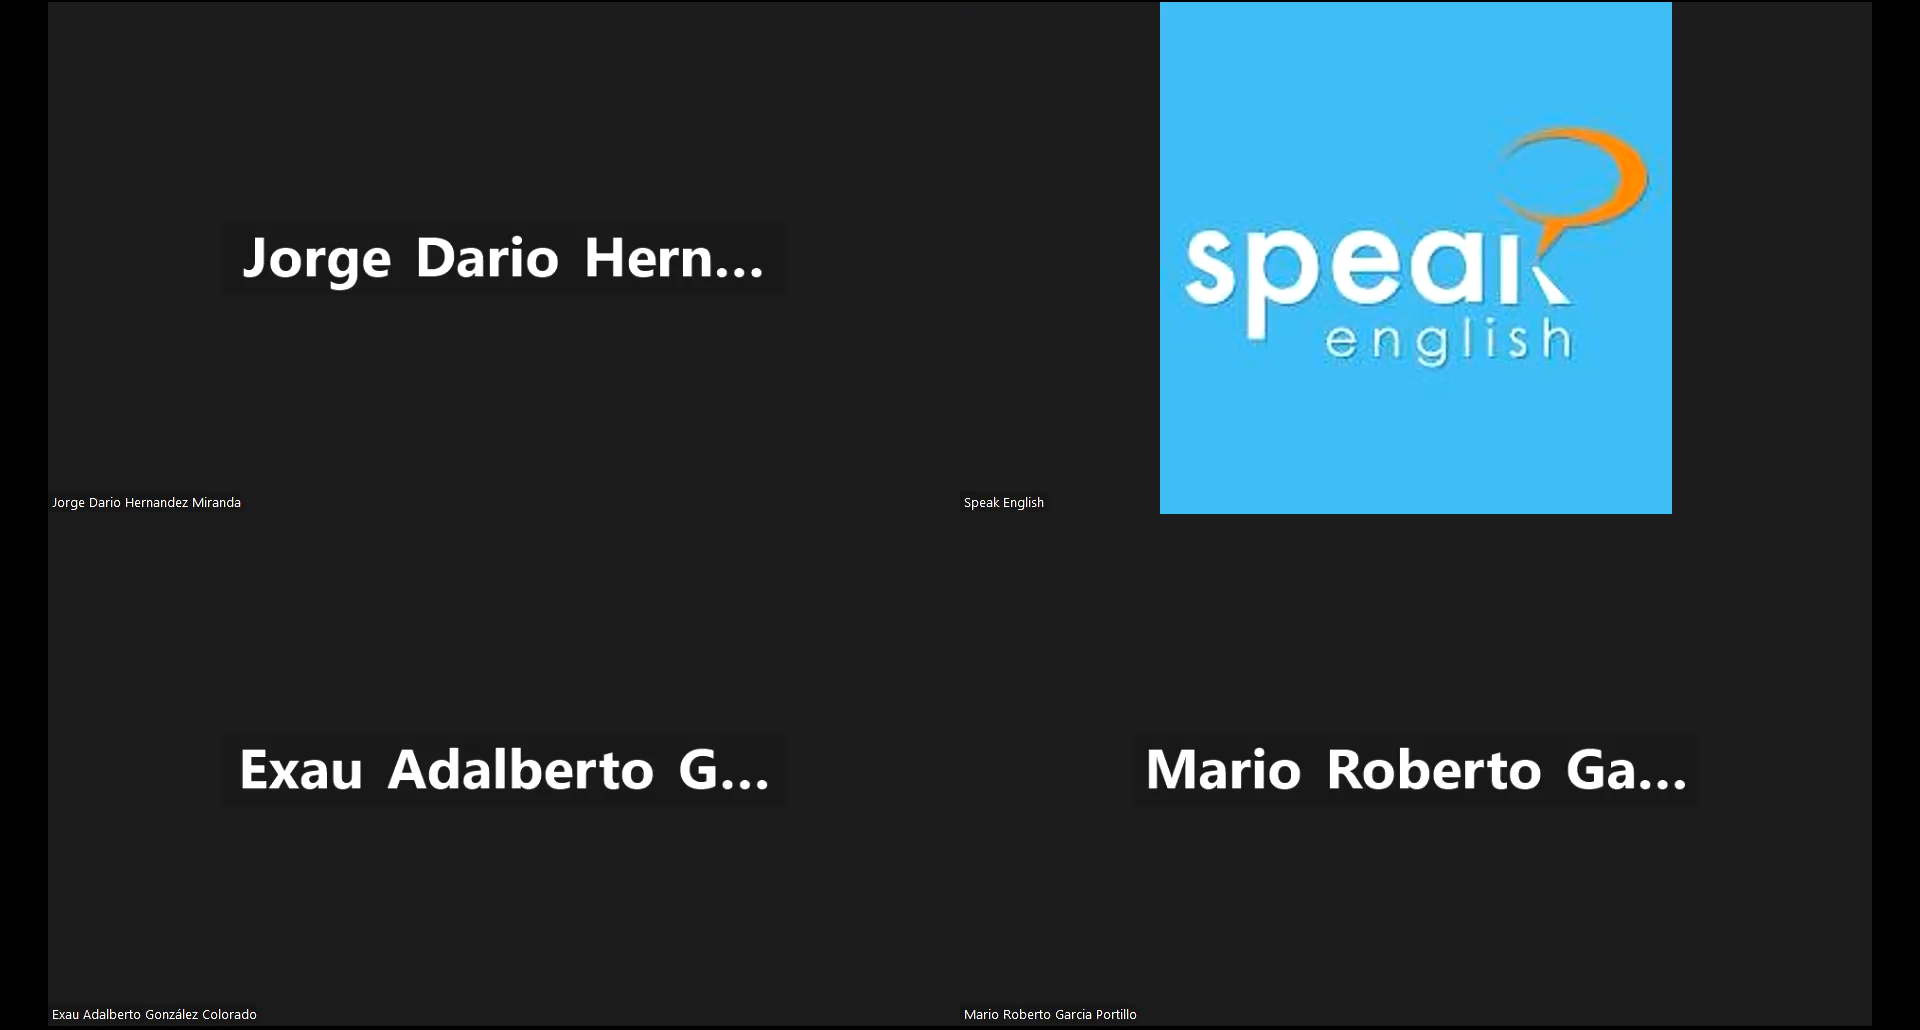 Jorge Dario Hern...
Jorge Dario Hernandez Miranda
speak
english
Speak English
Exau Adalberto G...
Exau Adalberto González Colorado
Mario Roberto Ga...
Mario Roberto Garcia Portillo